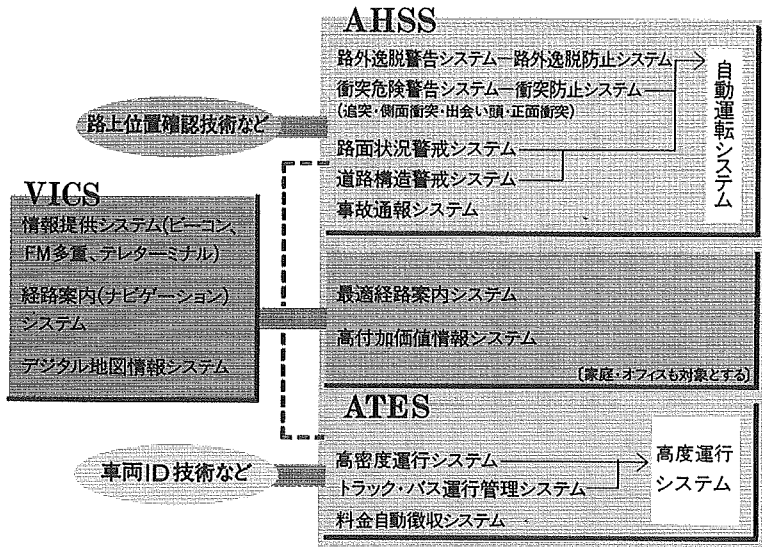 AHSS
路外逸脱警告システム 路外逸脱防止システム
衝突危険警告システム 衝突防止システム
(追突・側面衝突・出会い頭・正面衝突)
路面状況警戒システム
道路構造警戒システム
事故通報システム
自動運転システム
路上位置確認技術など
VICS
情報提供システム(ビーコン、
FM多重、テレターミナル)
経路案内(ナビゲーション)
システム
デジタル地図情報システム
最適経路案内システム
高付加価値情報システム
〔家庭・オフィスも対象とする〕
ATES
高密度運行システム
トラック・バス運行管理システム
料金自動徴収システム
高度運行
システム
車両ID技術など